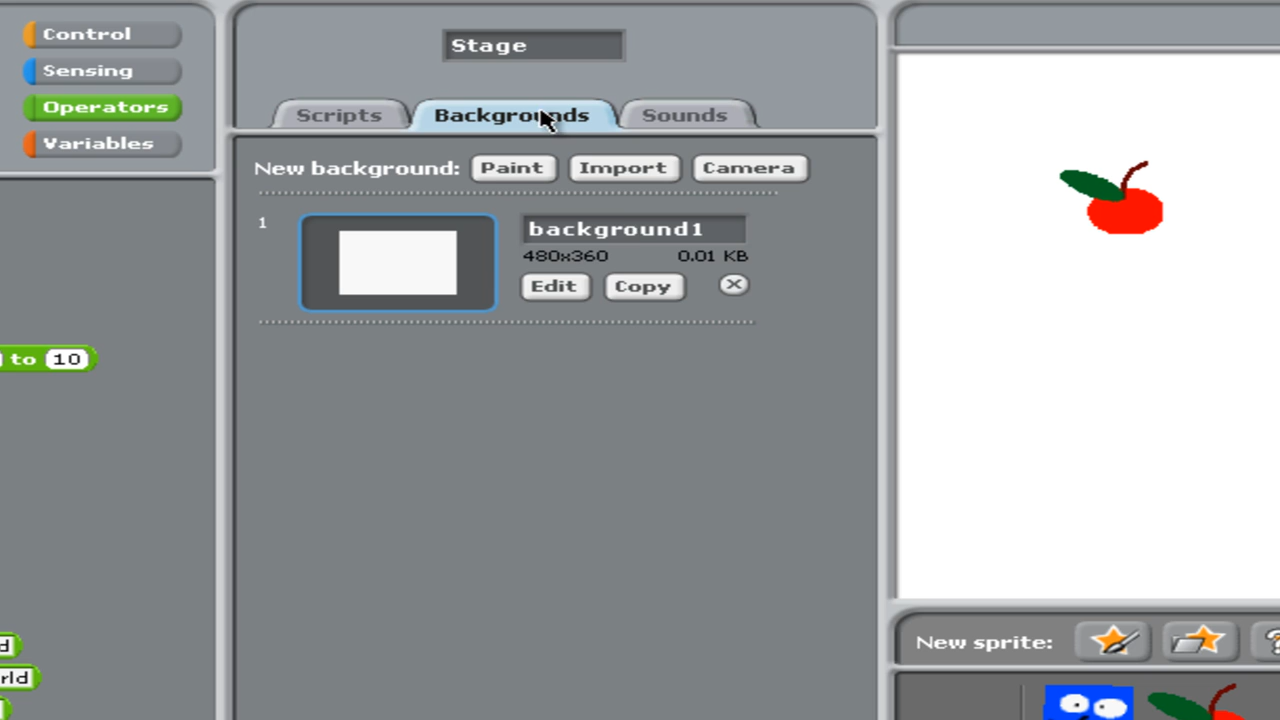 Control
Sensing
Operators
Variables
to 10
d
rld
Stage
Scripts
Backgrounds
Sounds
New background: Paint Import Camera
1
background1
480x360 0.01 KB
Edit Copy
New sprite: